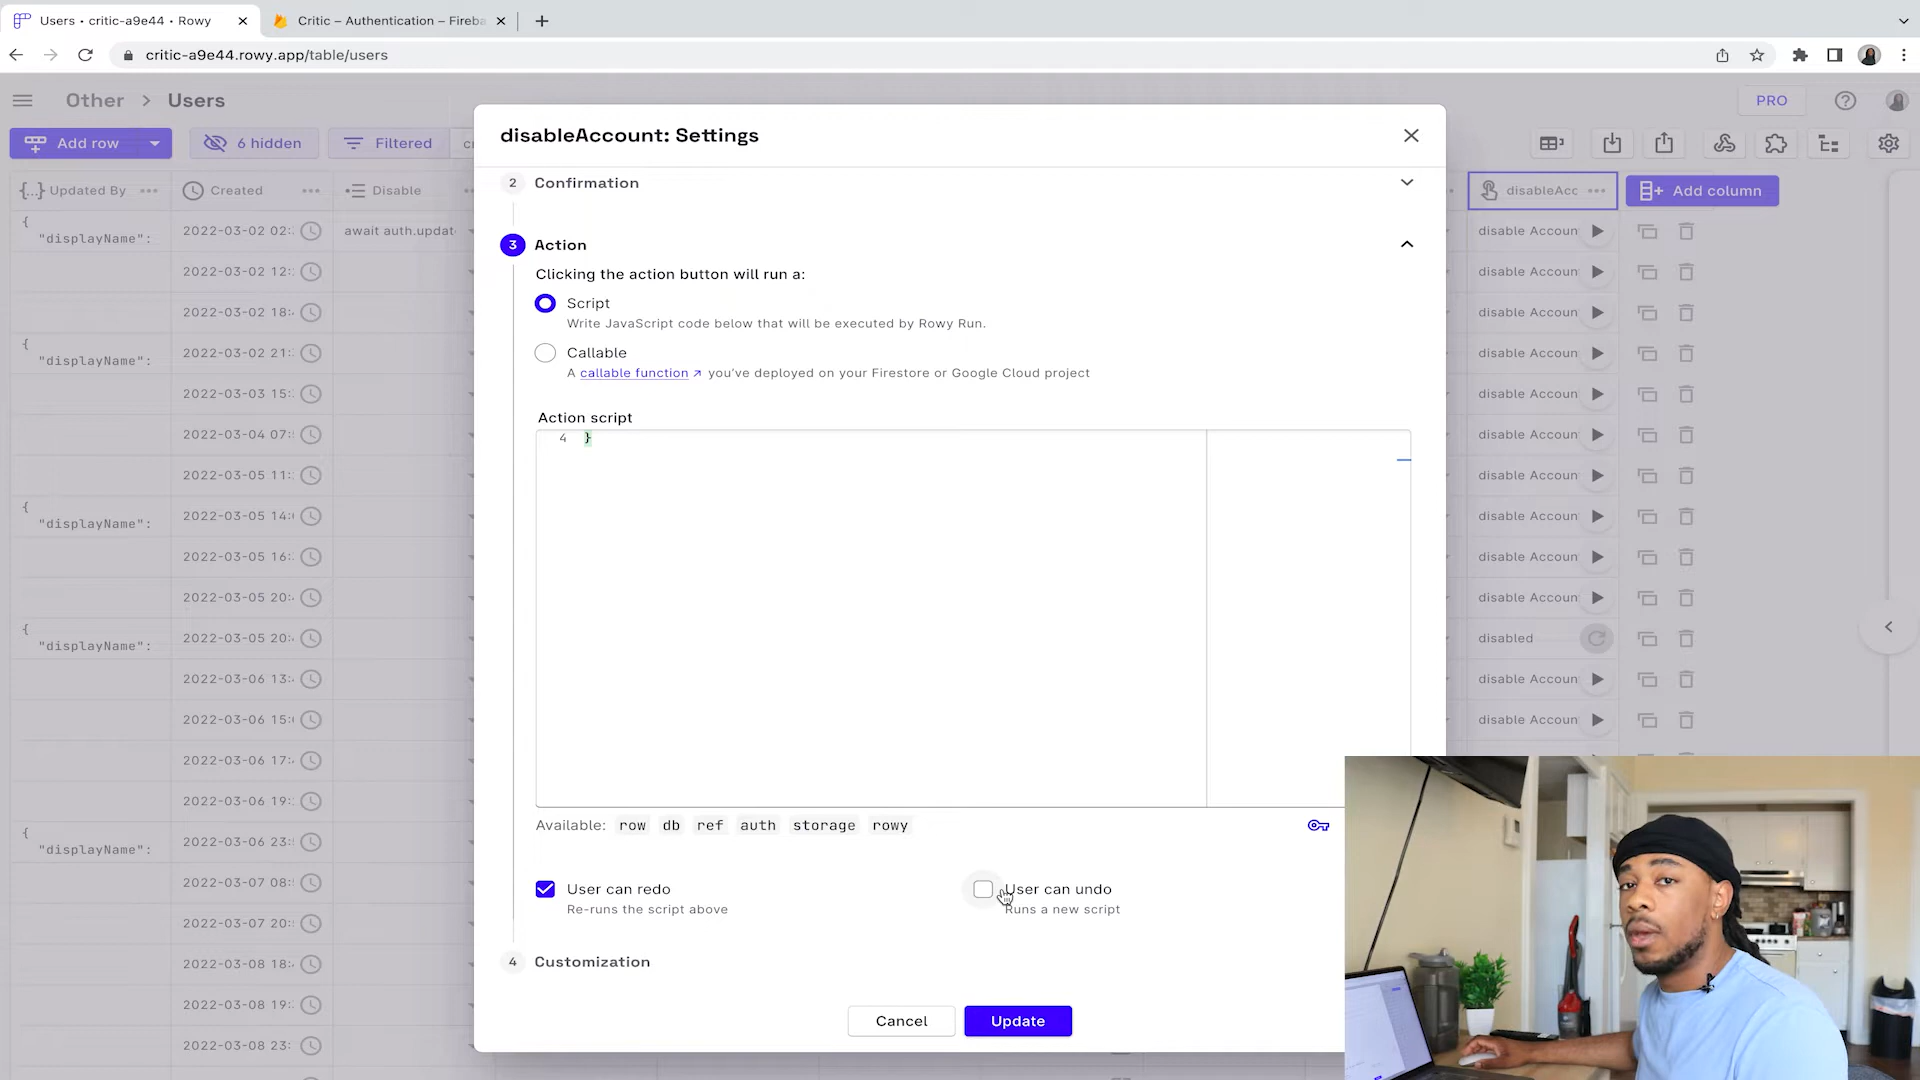 Users • critic-a9e44 • Rowy
Critic – Authentication – Fireba
critic-a9e44.rowy.app/table/users
Other > Users
PRO
Add row
6 hidden
Filtered
disableAccount: Settings
Add column
{...} Updated By
Created
Disable
disableAcc
2 Confirmation
3 Action
Clicking the action button will run a:
Script
Write JavaScript code below that will be executed by Rowy Run.
Callable
A callable function ↗ you've deployed on your Firestore or Google Cloud project
Action script
4 }
Available: row db ref auth storage rowy
User can redo
Re-runs the script above
User can undo
Runs a new script
4 Customization
Cancel
Update
{
"displayName":
2022-03-02 02:
await auth.updat
disable Accoun
2022-03-02 12:
disable Accoun
2022-03-02 18:
disable Accoun
{
"displayName":
2022-03-02 21:
disable Accoun
2022-03-03 15:
disable Accoun
2022-03-04 07:
disable Accoun
2022-03-05 11:
disable Accoun
{
"displayName":
2022-03-05 14:
disable Accoun
2022-03-05 16:
disable Accoun
2022-03-05 20:
disable Accoun
{
"displayName":
2022-03-05 20:
disabled
2022-03-06 13:
disable Accoun
2022-03-06 15:
disable Accoun
2022-03-06 17:
2022-03-06 19:
{
"displayName":
2022-03-06 23:
2022-03-07 08:
2022-03-07 20:
2022-03-08 18:
2022-03-08 19:
2022-03-08 23: